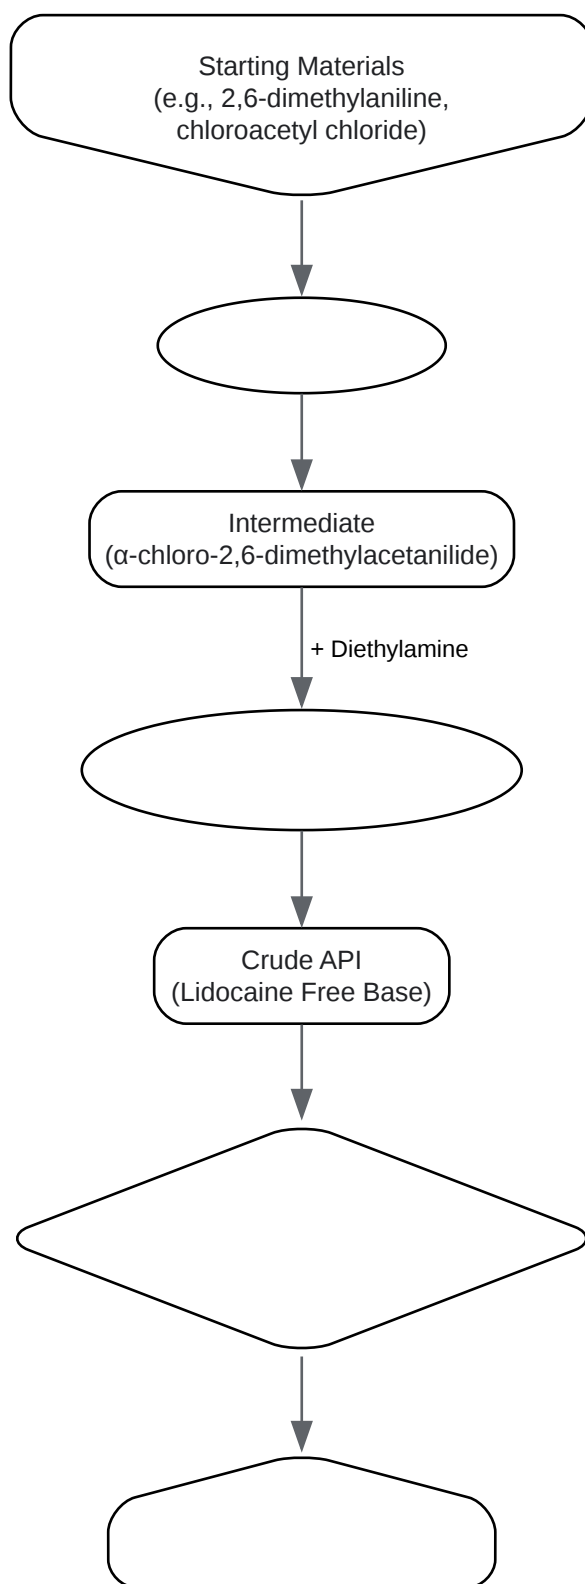 Starting Materials
(e.g., 2,6-dimethylaniline,
chloroacetyl chloride)
Intermediate
(α-chloro-2,6-dimethylacetanilide)
+ Diethylamine
Crude API
(Lidocaine Free Base)